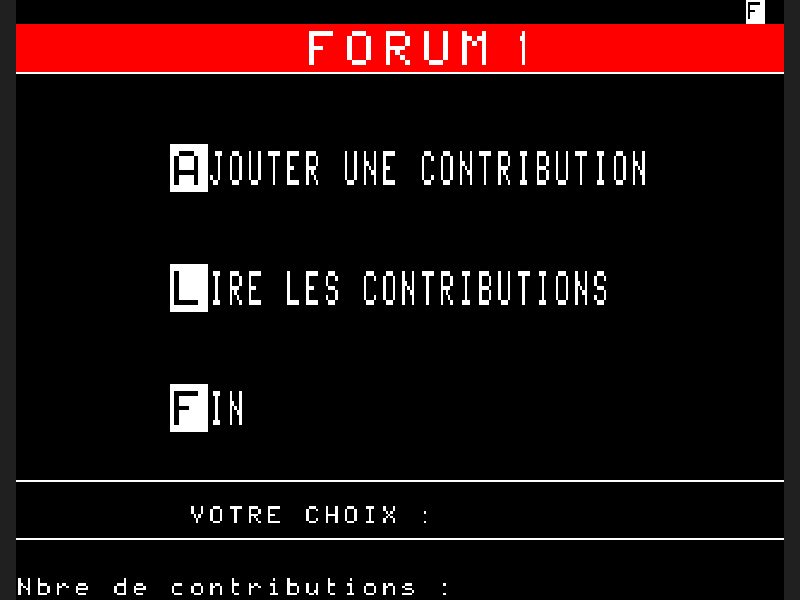 F
FORUM 1
AJOUTER UNE CONTRIBUTION
LIRE LES CONTRIBUTIONS
FIN
VOTRE CHOIX :
Nbre de contributions :